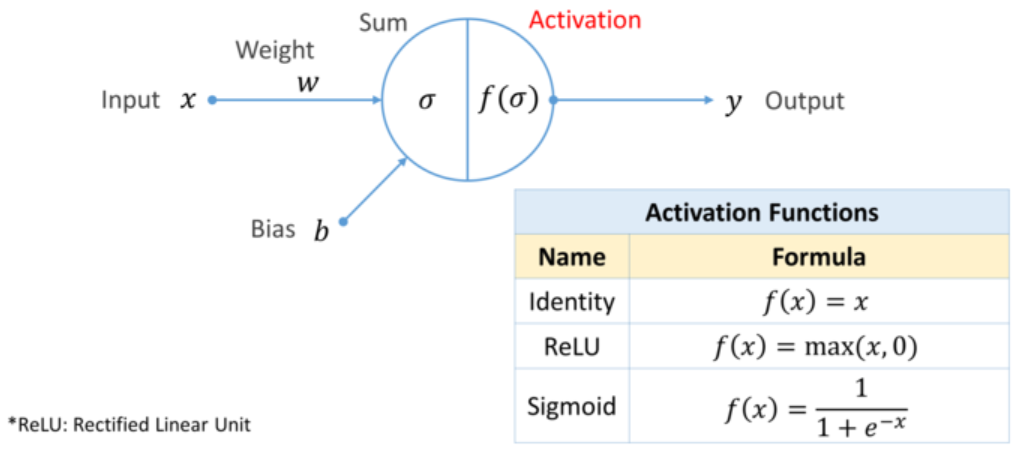 Sum
Activation
Weight
w
Input x
σ
f(σ)
y Output
Bias b
Activation Functions
Name Formula
Identity f(x) = x
ReLU f(x) = max(x, 0)
Sigmoid f(x) = 1 / 1 + e^−x
*ReLU: Rectified Linear Unit